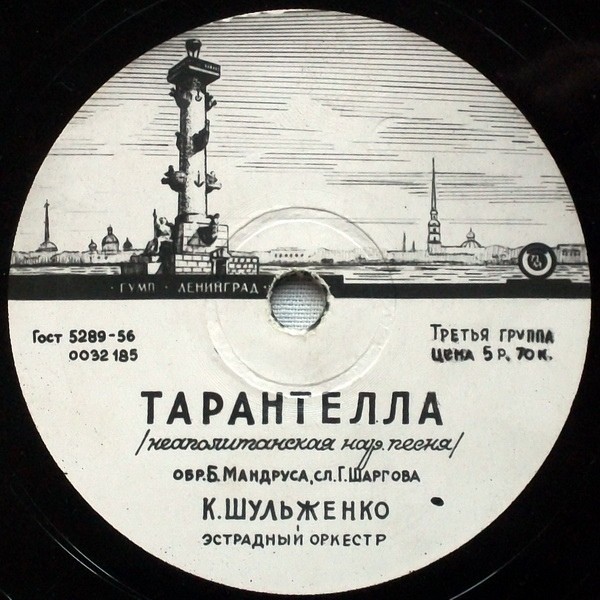 · ГУМП · ЛЕНИНГРАД ·
Гост 5289-56
0032185
ТРЕТЬЯ ГРУППА
ЦЕНА 5 Р. 70 К.
ТАРАНТЕЛЛА
/неаполитанская нар. песня/
ОБР.Б.МАНДРУСА, СЛ.Г.ШАРГОВА
К.ШУЛЬЖЕНКО
ЭСТРАДНЫЙ ОРКЕСТР